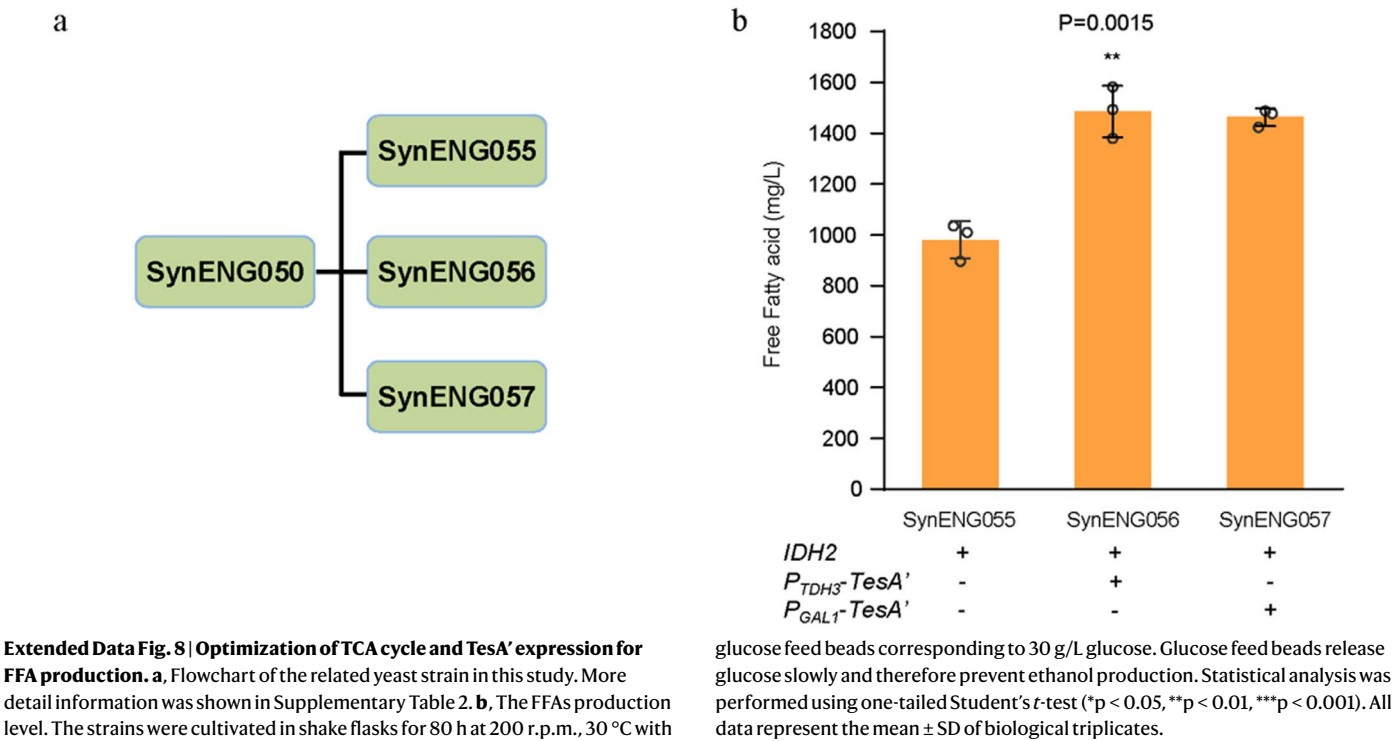 a
SynENG050
SynENG055
SynENG056
SynENG057
b
P=0.0015
**
Free Fatty acid (mg/L)
1800
1600
1400
1200
1000
800
600
400
200
0
SynENG055 SynENG056 SynENG057
IDH2 + + +
P_TDH3-TesA' - + -
P_GAL1-TesA' - - +
Extended Data Fig. 8 | Optimization of TCA cycle and TesA' expression for
FFA production. a, Flowchart of the related yeast strain in this study. More
detail information was shown in Supplementary Table 2. b, The FFAs production
level. The strains were cultivated in shake flasks for 80 h at 200 r.p.m., 30 °C with
glucose feed beads corresponding to 30 g/L glucose. Glucose feed beads release
glucose slowly and therefore prevent ethanol production. Statistical analysis was
performed using one-tailed Student's t-test (*p < 0.05, **p < 0.01, ***p < 0.001). All
data represent the mean ± SD of biological triplicates.